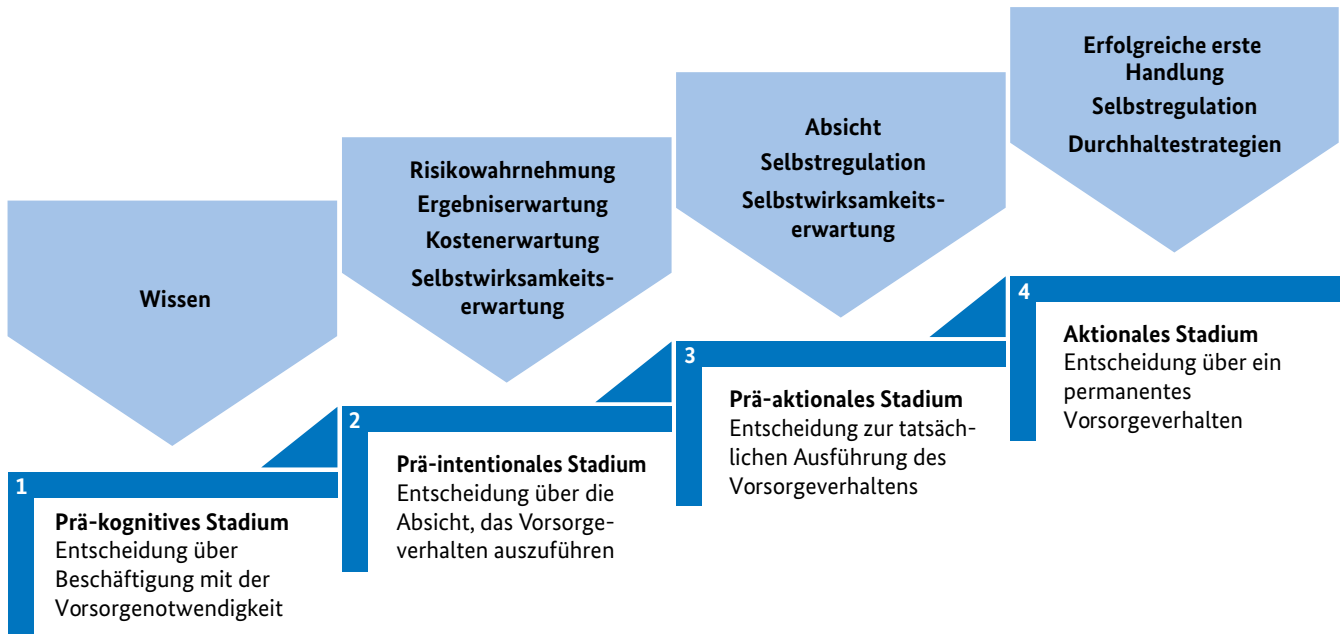 Wissen
1
Prä-kognitives Stadium
Entscheidung über
Beschäftigung mit der
Vorsorgenotwendigkeit
Risikowahrnehmung
Ergebniserwartung
Kostenerwartung
Selbstwirksamkeits-
erwartung
2
Prä-intentionales Stadium
Entscheidung über die
Absicht, das Vorsorge-
verhalten auszuführen
Absicht
Selbstregulation
Selbstwirksamkeits-
erwartung
3
Prä-aktionales Stadium
Entscheidung zur tatsäch-
lichen Ausführung des
Vorsorgeverhaltens
Erfolgreiche erste
Handlung
Selbstregulation
Durchhaltestrategien
4
Aktionales Stadium
Entscheidung über ein
permanentes
Vorsorgeverhalten